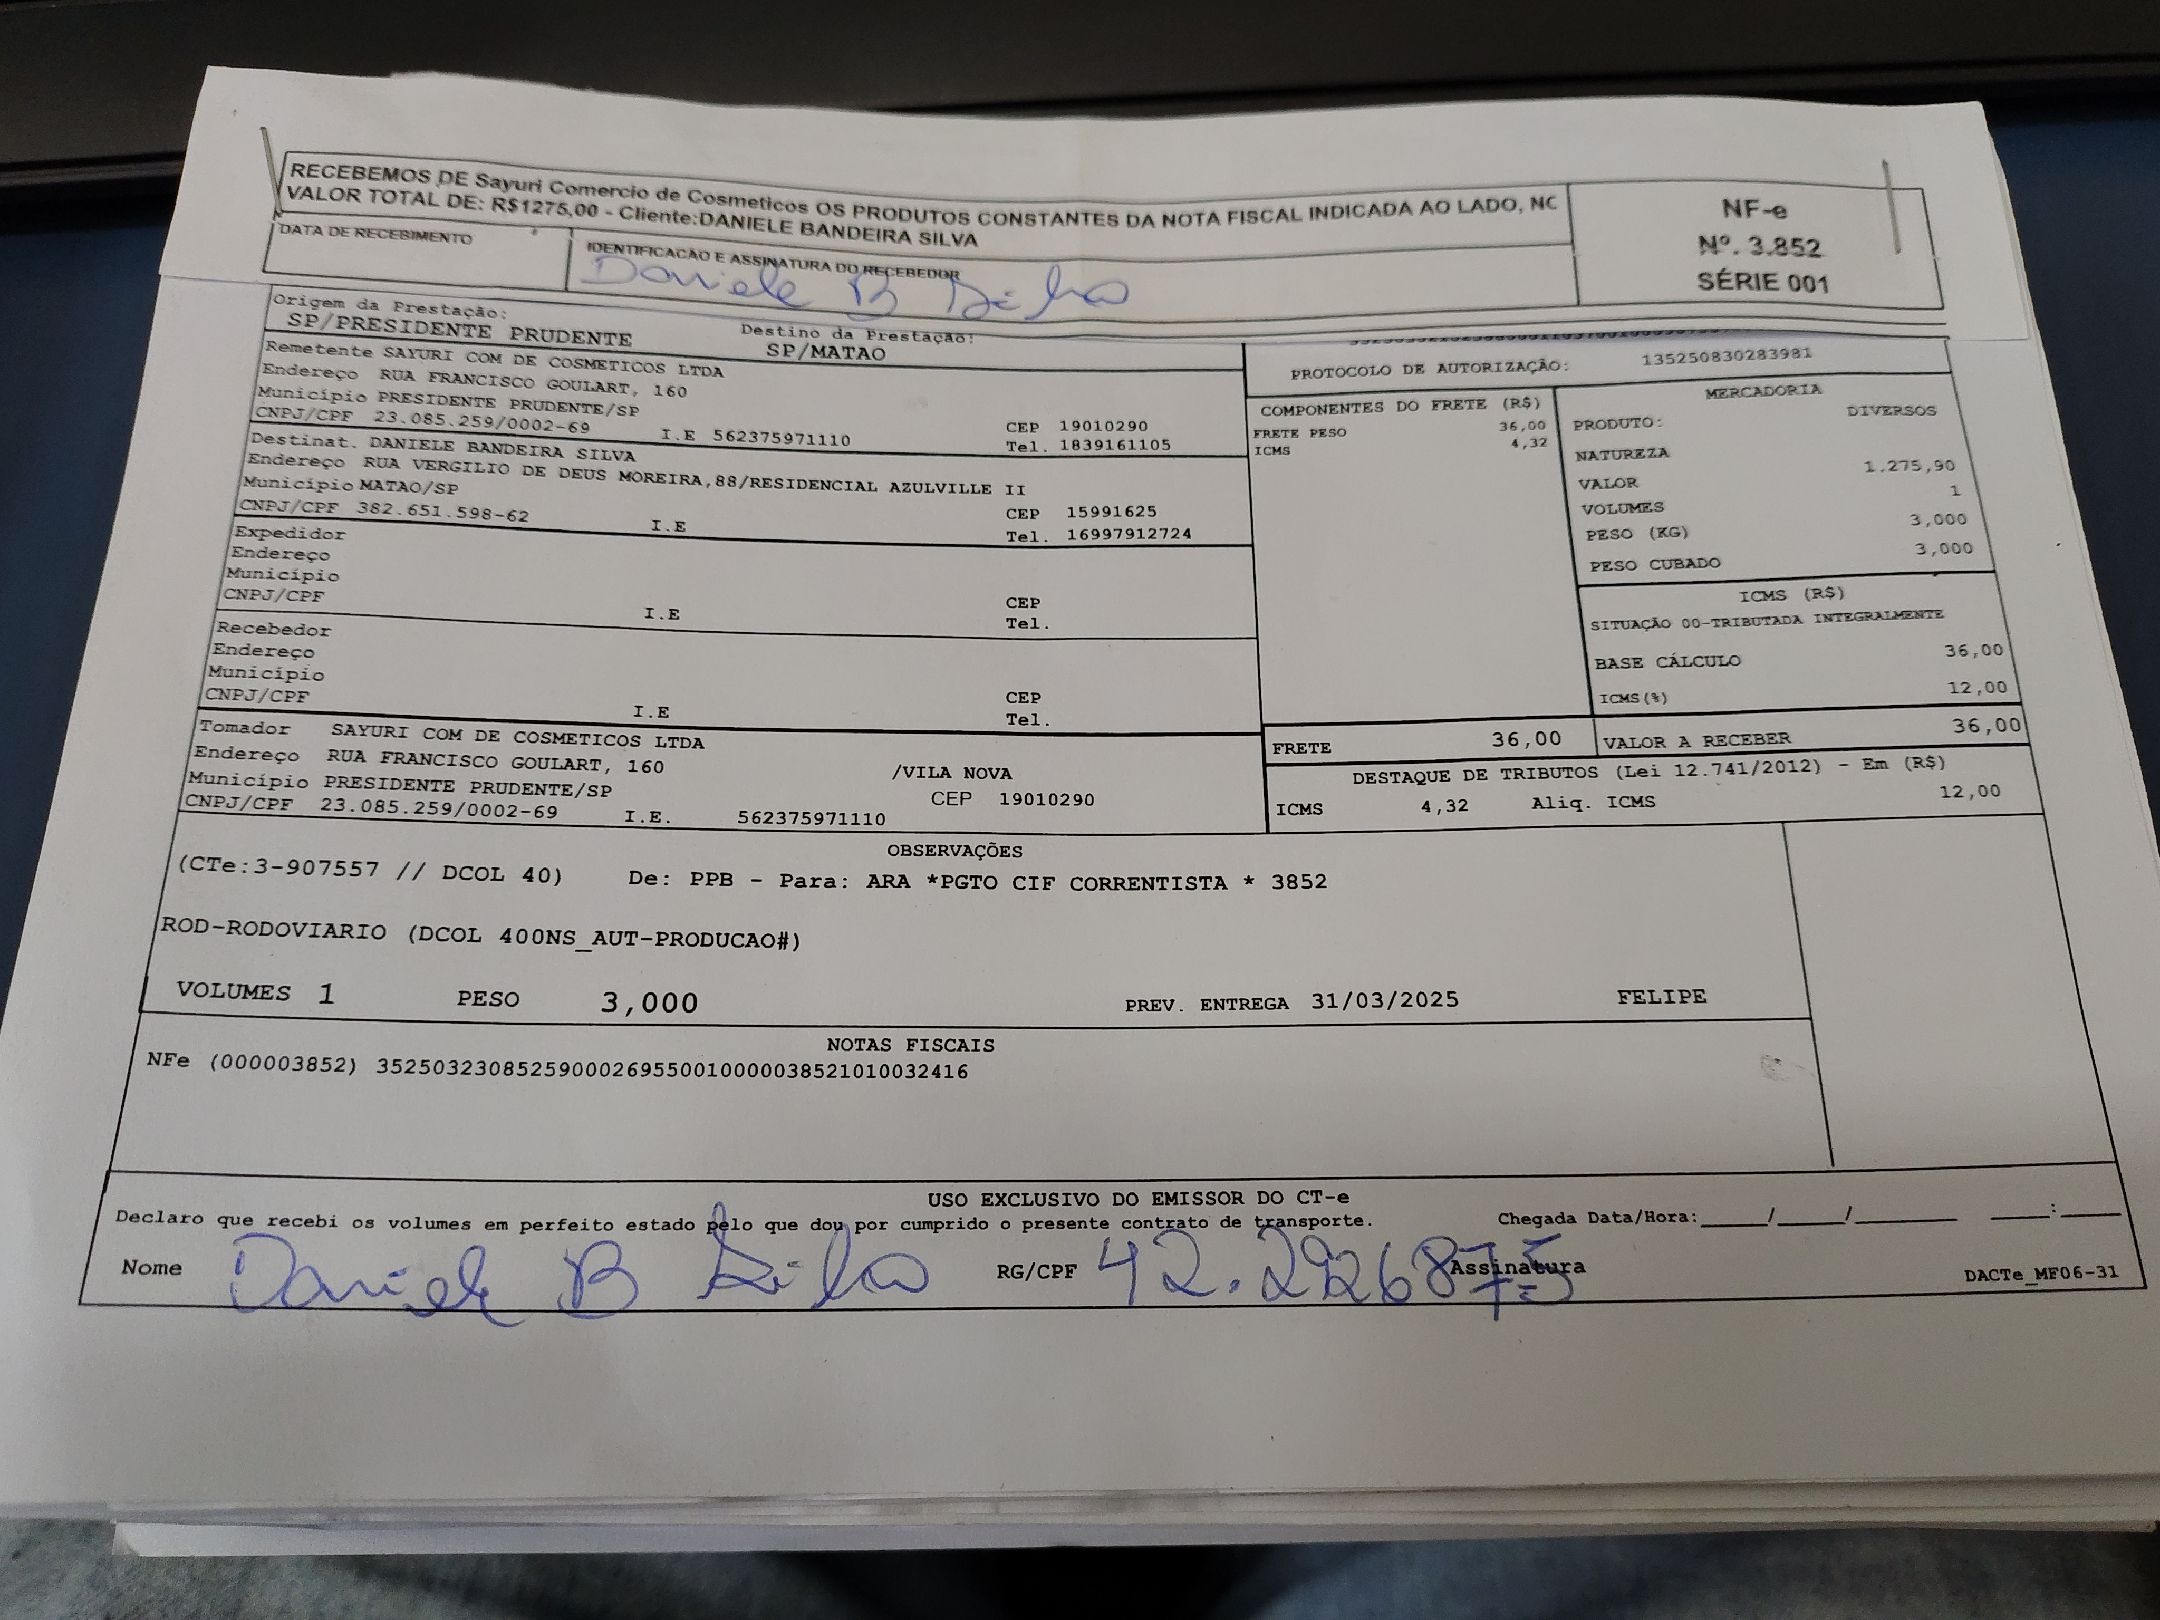 RECEBEMOS DE Sayuri Comercio de Cosmeticos OS PRODUTOS CONSTANTES DA NOTA FISCAL INDICADA AO LADO, NO
VALOR TOTAL DE: R$1275,00 - Cliente:DANIELE BANDEIRA SILVA
DATA DE RECEBIMENTO
IDENTIFICACAO E ASSINATURA DO RECEBEDOR
Daniele B Silva
NF-e
Nº. 3.852
SÉRIE 001
Origem da Prestação:
SP/PRESIDENTE PRUDENTE
Destino da Prestação:
SP/MATAO
Remetente SAYURI COM DE COSMETICOS LTDA
Endereço RUA FRANCISCO GOULART, 160
Município PRESIDENTE PRUDENTE/SP CEP 19010290
CNPJ/CPF 23.085.259/0002-69 I.E 562375971110 Tel. 1839161105
Destinat. DANIELE BANDEIRA SILVA
Endereço RUA VERGILIO DE DEUS MOREIRA,88/RESIDENCIAL AZULVILLE II
Município MATAO/SP CEP 15991625
CNPJ/CPF 382.651.598-62 I.E Tel. 16997912724
Expedidor
Endereço
Município CEP
CNPJ/CPF I.E Tel.
Recebedor
Endereço
Município CEP
CNPJ/CPF I.E Tel.
Tomador SAYURI COM DE COSMETICOS LTDA
Endereço RUA FRANCISCO GOULART, 160 /VILA NOVA
Município PRESIDENTE PRUDENTE/SP CEP 19010290
CNPJ/CPF 23.085.259/0002-69 I.E. 562375971110
PROTOCOLO DE AUTORIZAÇÃO: 135250830283981
COMPONENTES DO FRETE (R$)
FRETE PESO 36,00
ICMS 4,32
MERCADORIA
PRODUTO: DIVERSOS
NATUREZA
VALOR 1.275,90
VOLUMES 1
PESO (KG) 3,000
PESO CUBADO 3,000
ICMS (R$)
SITUAÇÃO 00-TRIBUTADA INTEGRALMENTE
BASE CÁLCULO 36,00
ICMS(%) 12,00
FRETE 36,00 VALOR A RECEBER 36,00
DESTAQUE DE TRIBUTOS (Lei 12.741/2012) - Em (R$)
ICMS 4,32 Aliq. ICMS 12,00
OBSERVAÇÕES
(CTe:3-907557 // DCOL 40) De: PPB - Para: ARA *PGTO CIF CORRENTISTA * 3852
ROD-RODOVIARIO (DCOL 400NS_AUT-PRODUCAO#)
VOLUMES 1 PESO 3,000 PREV. ENTREGA 31/03/2025 FELIPE
NOTAS FISCAIS
NFe (000003852) 35250323085259000269550010000038521010032416
USO EXCLUSIVO DO EMISSOR DO CT-e
Declaro que recebi os volumes em perfeito estado pelo que dou por cumprido o presente contrato de transporte. Chegada Data/Hora:_____/_____/________ _____:_____
Nome Daniele B Silva RG/CPF 42.2926875 Assinatura DACTe_MF06-31